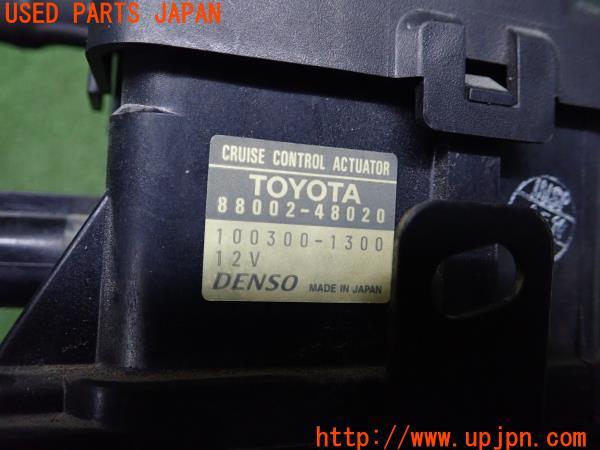 USED PARTS JAPAN
CRUISE CONTROL ACTUATOR
TOYOTA
88002-48020
100300-1300
12V
DENSO MADE IN JAPAN
http://www.upjpn.com